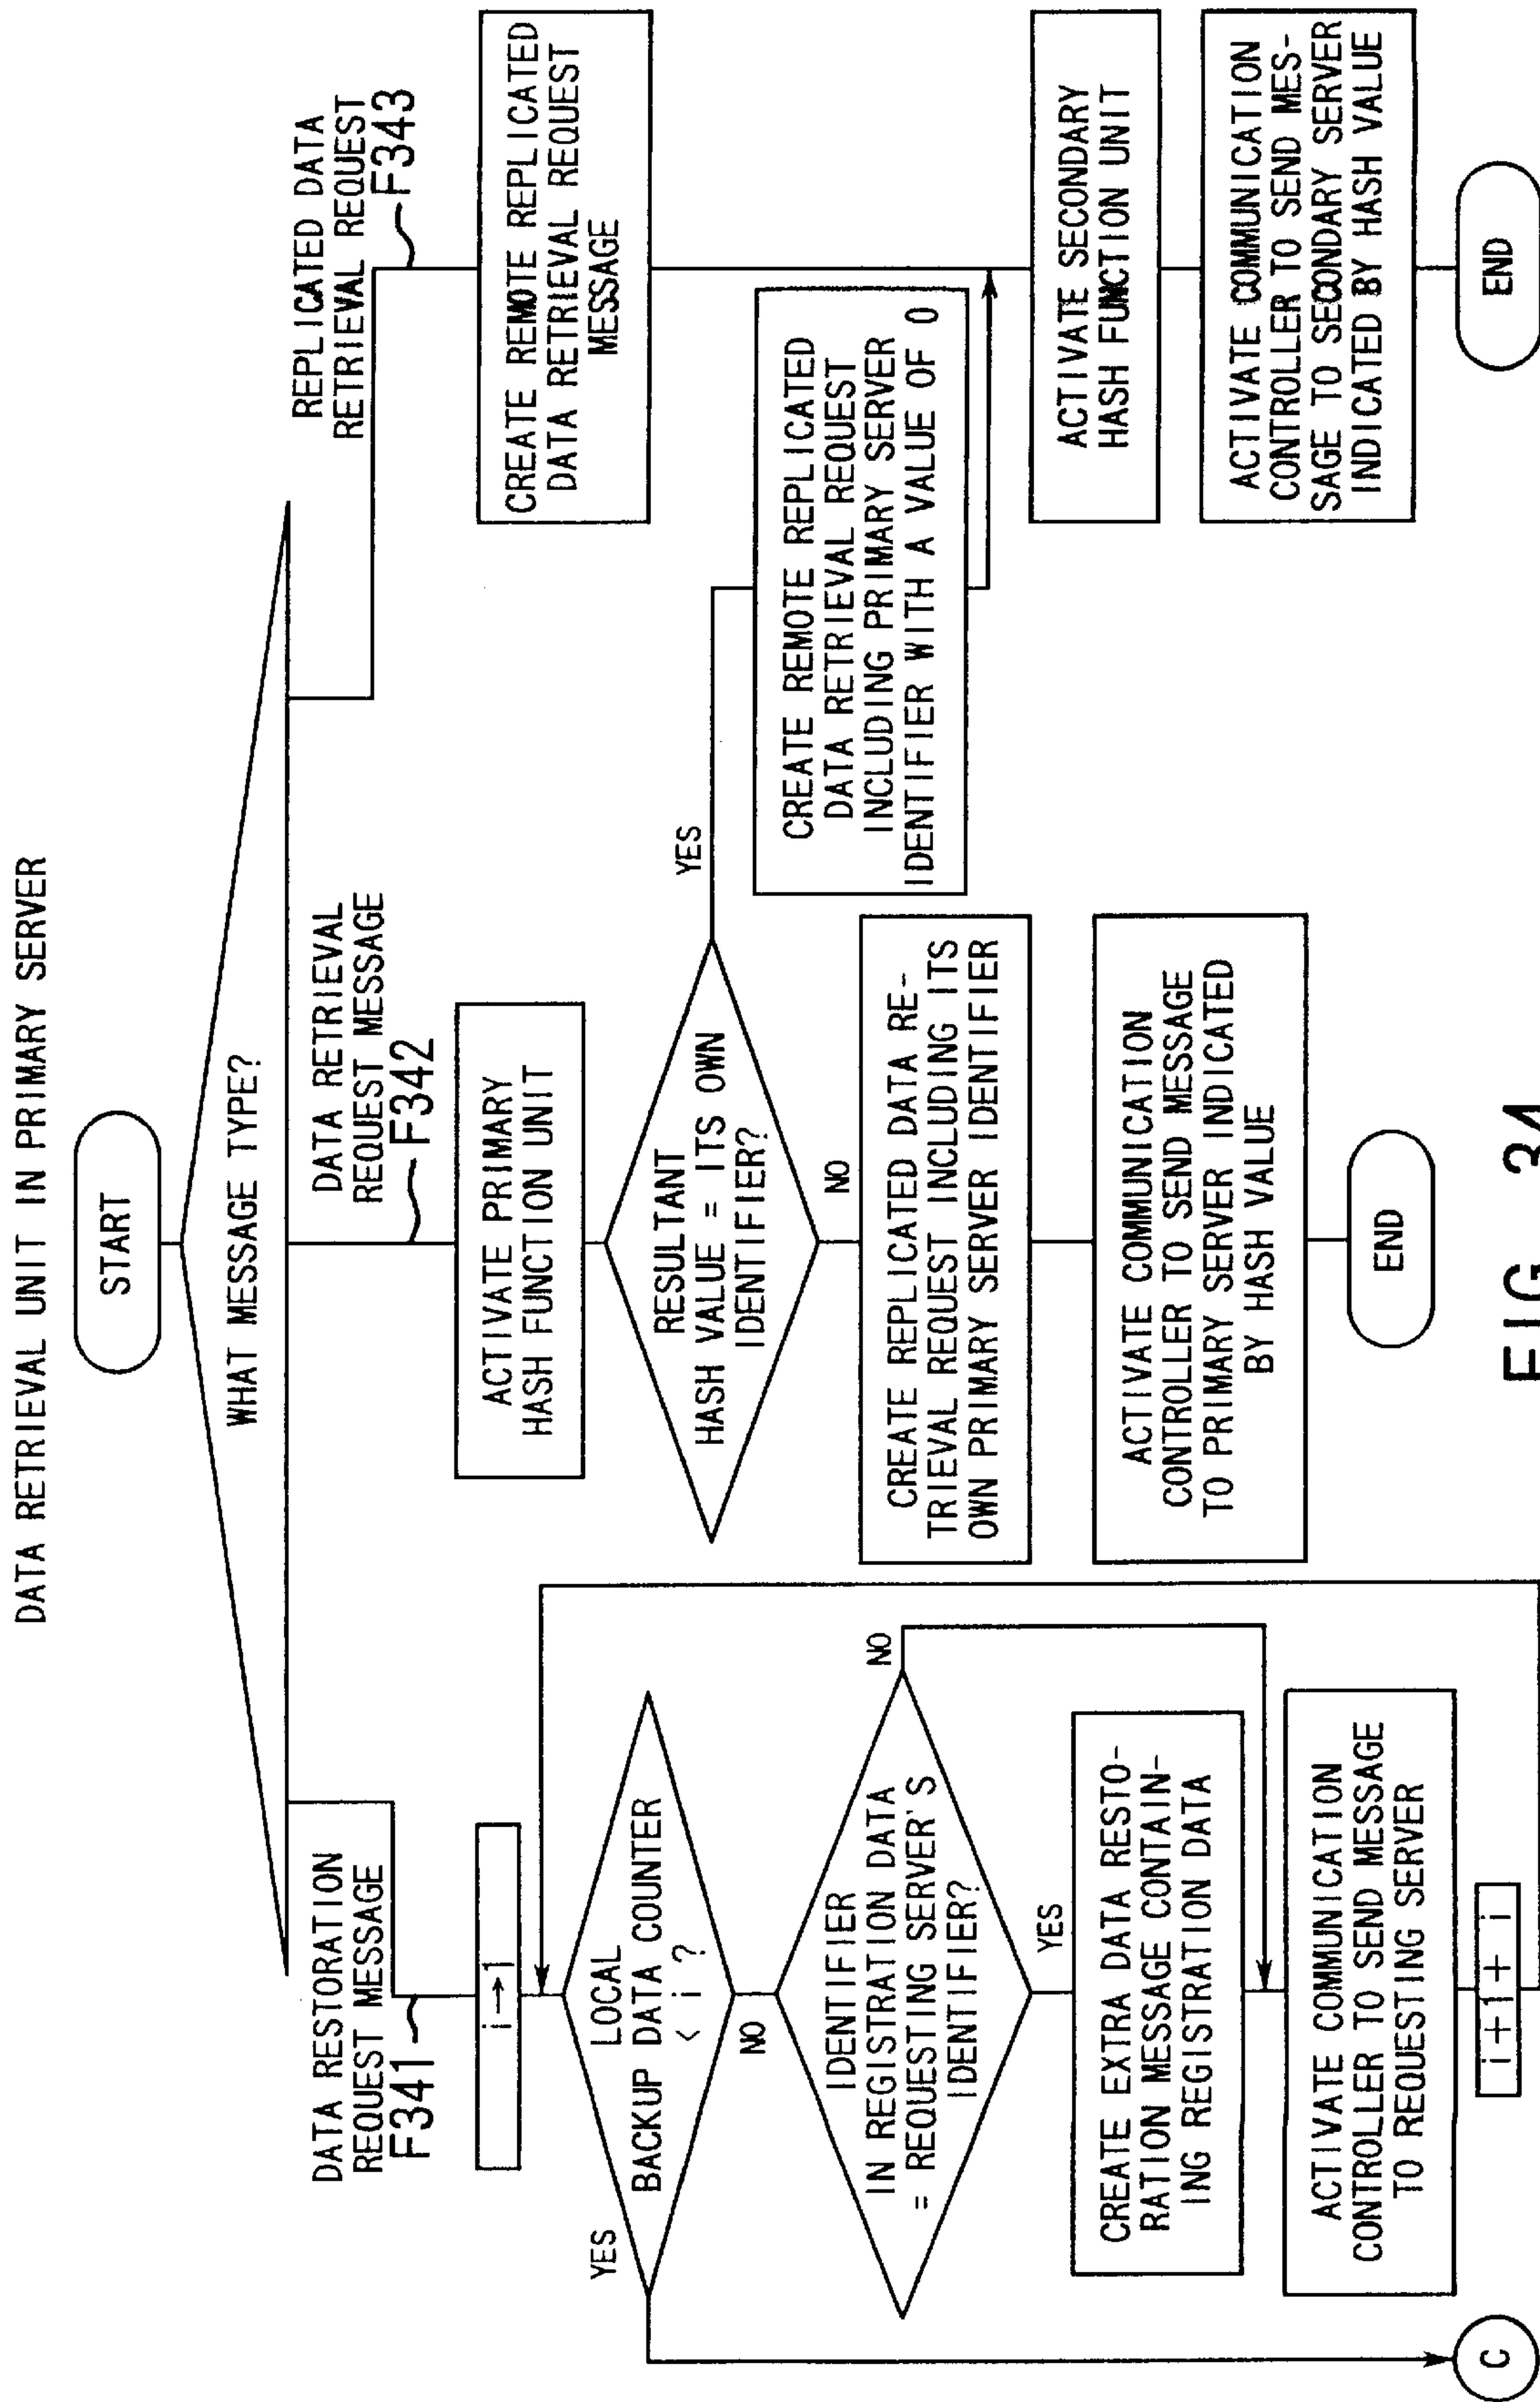 DATA RETRIEVAL UNIT IN PRIMARY SERVER
START
WHAT MESSAGE TYPE?
DATA RESTORATION
REQUEST MESSAGE
F341
i→1
LOCAL
BACKUP DATA COUNTER
< i ?
YES
NO
IDENTIFIER
IN REGISTRATION DATA
= REQUESTING SERVER'S
IDENTIFIER?
NO
YES
CREATE EXTRA DATA RESTO-
RATION MESSAGE CONTAIN-
ING REGISTRATION DATA
ACTIVATE COMMUNICATION
CONTROLLER TO SEND MESSAGE
TO REQUESTING SERVER
i+1+ i
C
DATA RETRIEVAL
REQUEST MESSAGE
F342
ACTIVATE PRIMARY
HASH FUNCTION UNIT
RESULTANT
HASH VALUE = ITS OWN
IDENTIFIER?
YES
NO
CREATE REPLICATED DATA RE-
TRIEVAL REQUEST INCLUDING ITS
OWN PRIMARY SERVER IDENTIFIER
ACTIVATE COMMUNICATION
CONTROLLER TO SEND MESSAGE
TO PRIMARY SERVER INDICATED
BY HASH VALUE
END
CREATE REMOTE REPLICATED
DATA RETRIEVAL REQUEST
INCLUDING PRIMARY SERVER
IDENTIFIER WITH A VALUE OF 0
REPLICATED DATA
RETRIEVAL REQUEST
F343
CREATE REMOTE REPLICATED
DATA RETRIEVAL REQUEST
MESSAGE
ACTIVATE SECONDARY
HASH FUNCTION UNIT
ACTIVATE COMMUNICATION
CONTROLLER TO SEND MES-
SAGE TO SECONDARY SERVER
INDICATED BY HASH VALUE
END
FIG. 34